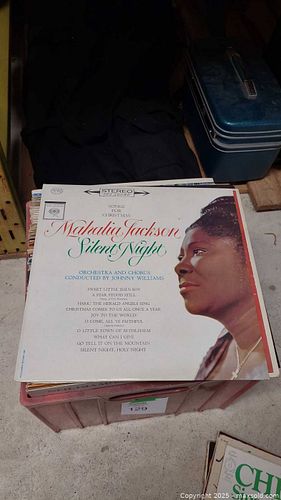 STEREO
SONGS
FOR
CHRISTMAS
Mahalia Jackson
Silent Night
ORCHESTRA AND CHORUS
CONDUCTED BY JOHNNY WILLIAMS
SWEET LITTLE JESUS BOY
A STAR STOOD STILL
HARK! THE HERALD ANGELS SING
CHRISTMAS COMES TO US ALL ONCE A YEAR
JOY TO THE WORLD
O COME, ALL YE FAITHFUL
O LITTLE TOWN OF BETHLEHEM
WHAT CAN I GIVE
GO TELL IT ON THE MOUNTAIN
SILENT NIGHT, HOLY NIGHT
129
CH
Copyright 2025 - maxsold.com